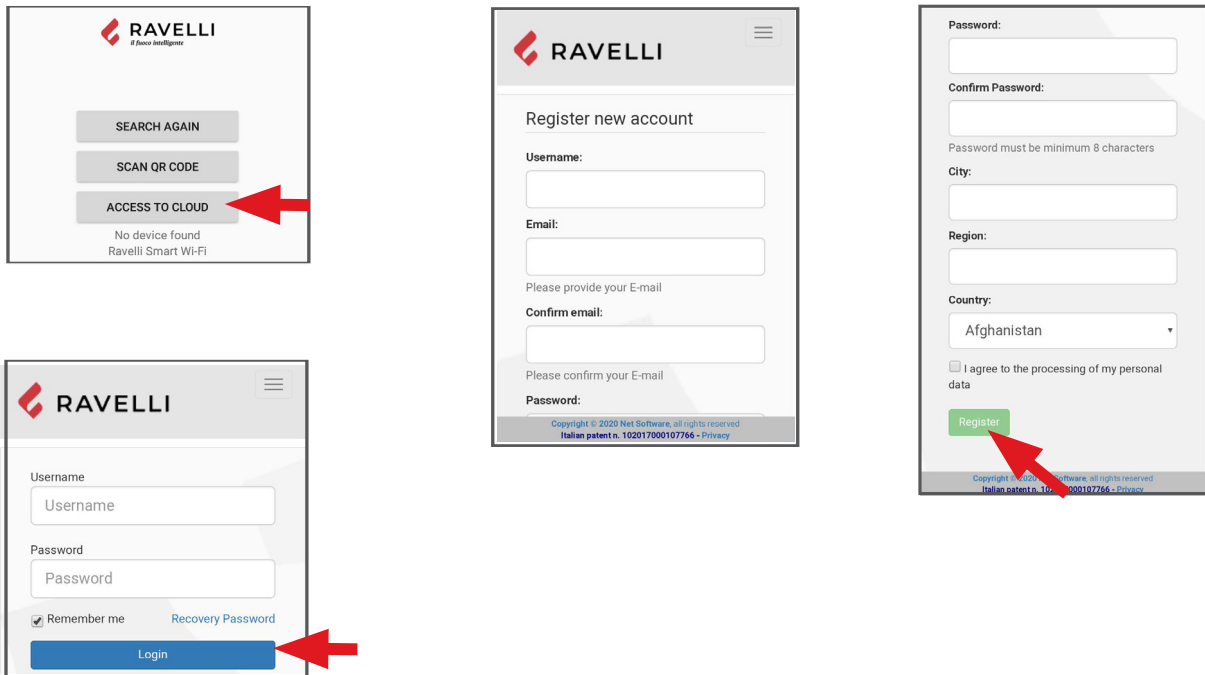 RAVELLI
il fuoco intelligente
SEARCH AGAIN
SCAN QR CODE
ACCESS TO CLOUD
No device found
Ravelli Smart Wi-Fi
RAVELLI
Username
Username
Password
Password
Remember me
Recovery Password
Login
RAVELLI
Register new account
Username:
Email:
Please provide your E-mail
Confirm email:
Please confirm your E-mail
Password:
Copyright © 2020 Net Software, all rights reserved
Italian patent n. 102017000107766 - Privacy
Password:
Confirm Password:
Password must be minimum 8 characters
City:
Region:
Country:
Afghanistan
I agree to the processing of my personal
data
Register
Copyright © 2020 Software, all rights reserved
Italian patent n. 000107766 - Privacy